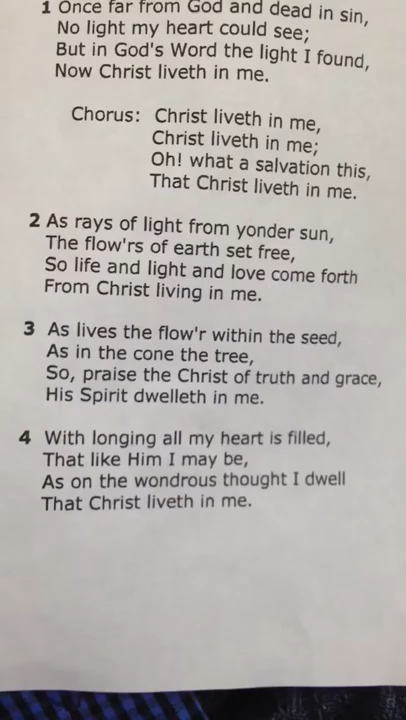 1 Once far from God and dead in sin,
No light my heart could see;
But in God's Word the light I found,
Now Christ liveth in me.
Chorus: Christ liveth in me,
Christ liveth in me;
Oh! what a salvation this,
That Christ liveth in me.
2 As rays of light from yonder sun,
The flow'rs of earth set free,
So life and light and love come forth
From Christ living in me.
3 As lives the flow'r within the seed,
As in the cone the tree,
So, praise the Christ of truth and grace,
His Spirit dwelleth in me.
4 With longing all my heart is filled,
That like Him I may be,
As on the wondrous thought I dwell
That Christ liveth in me.